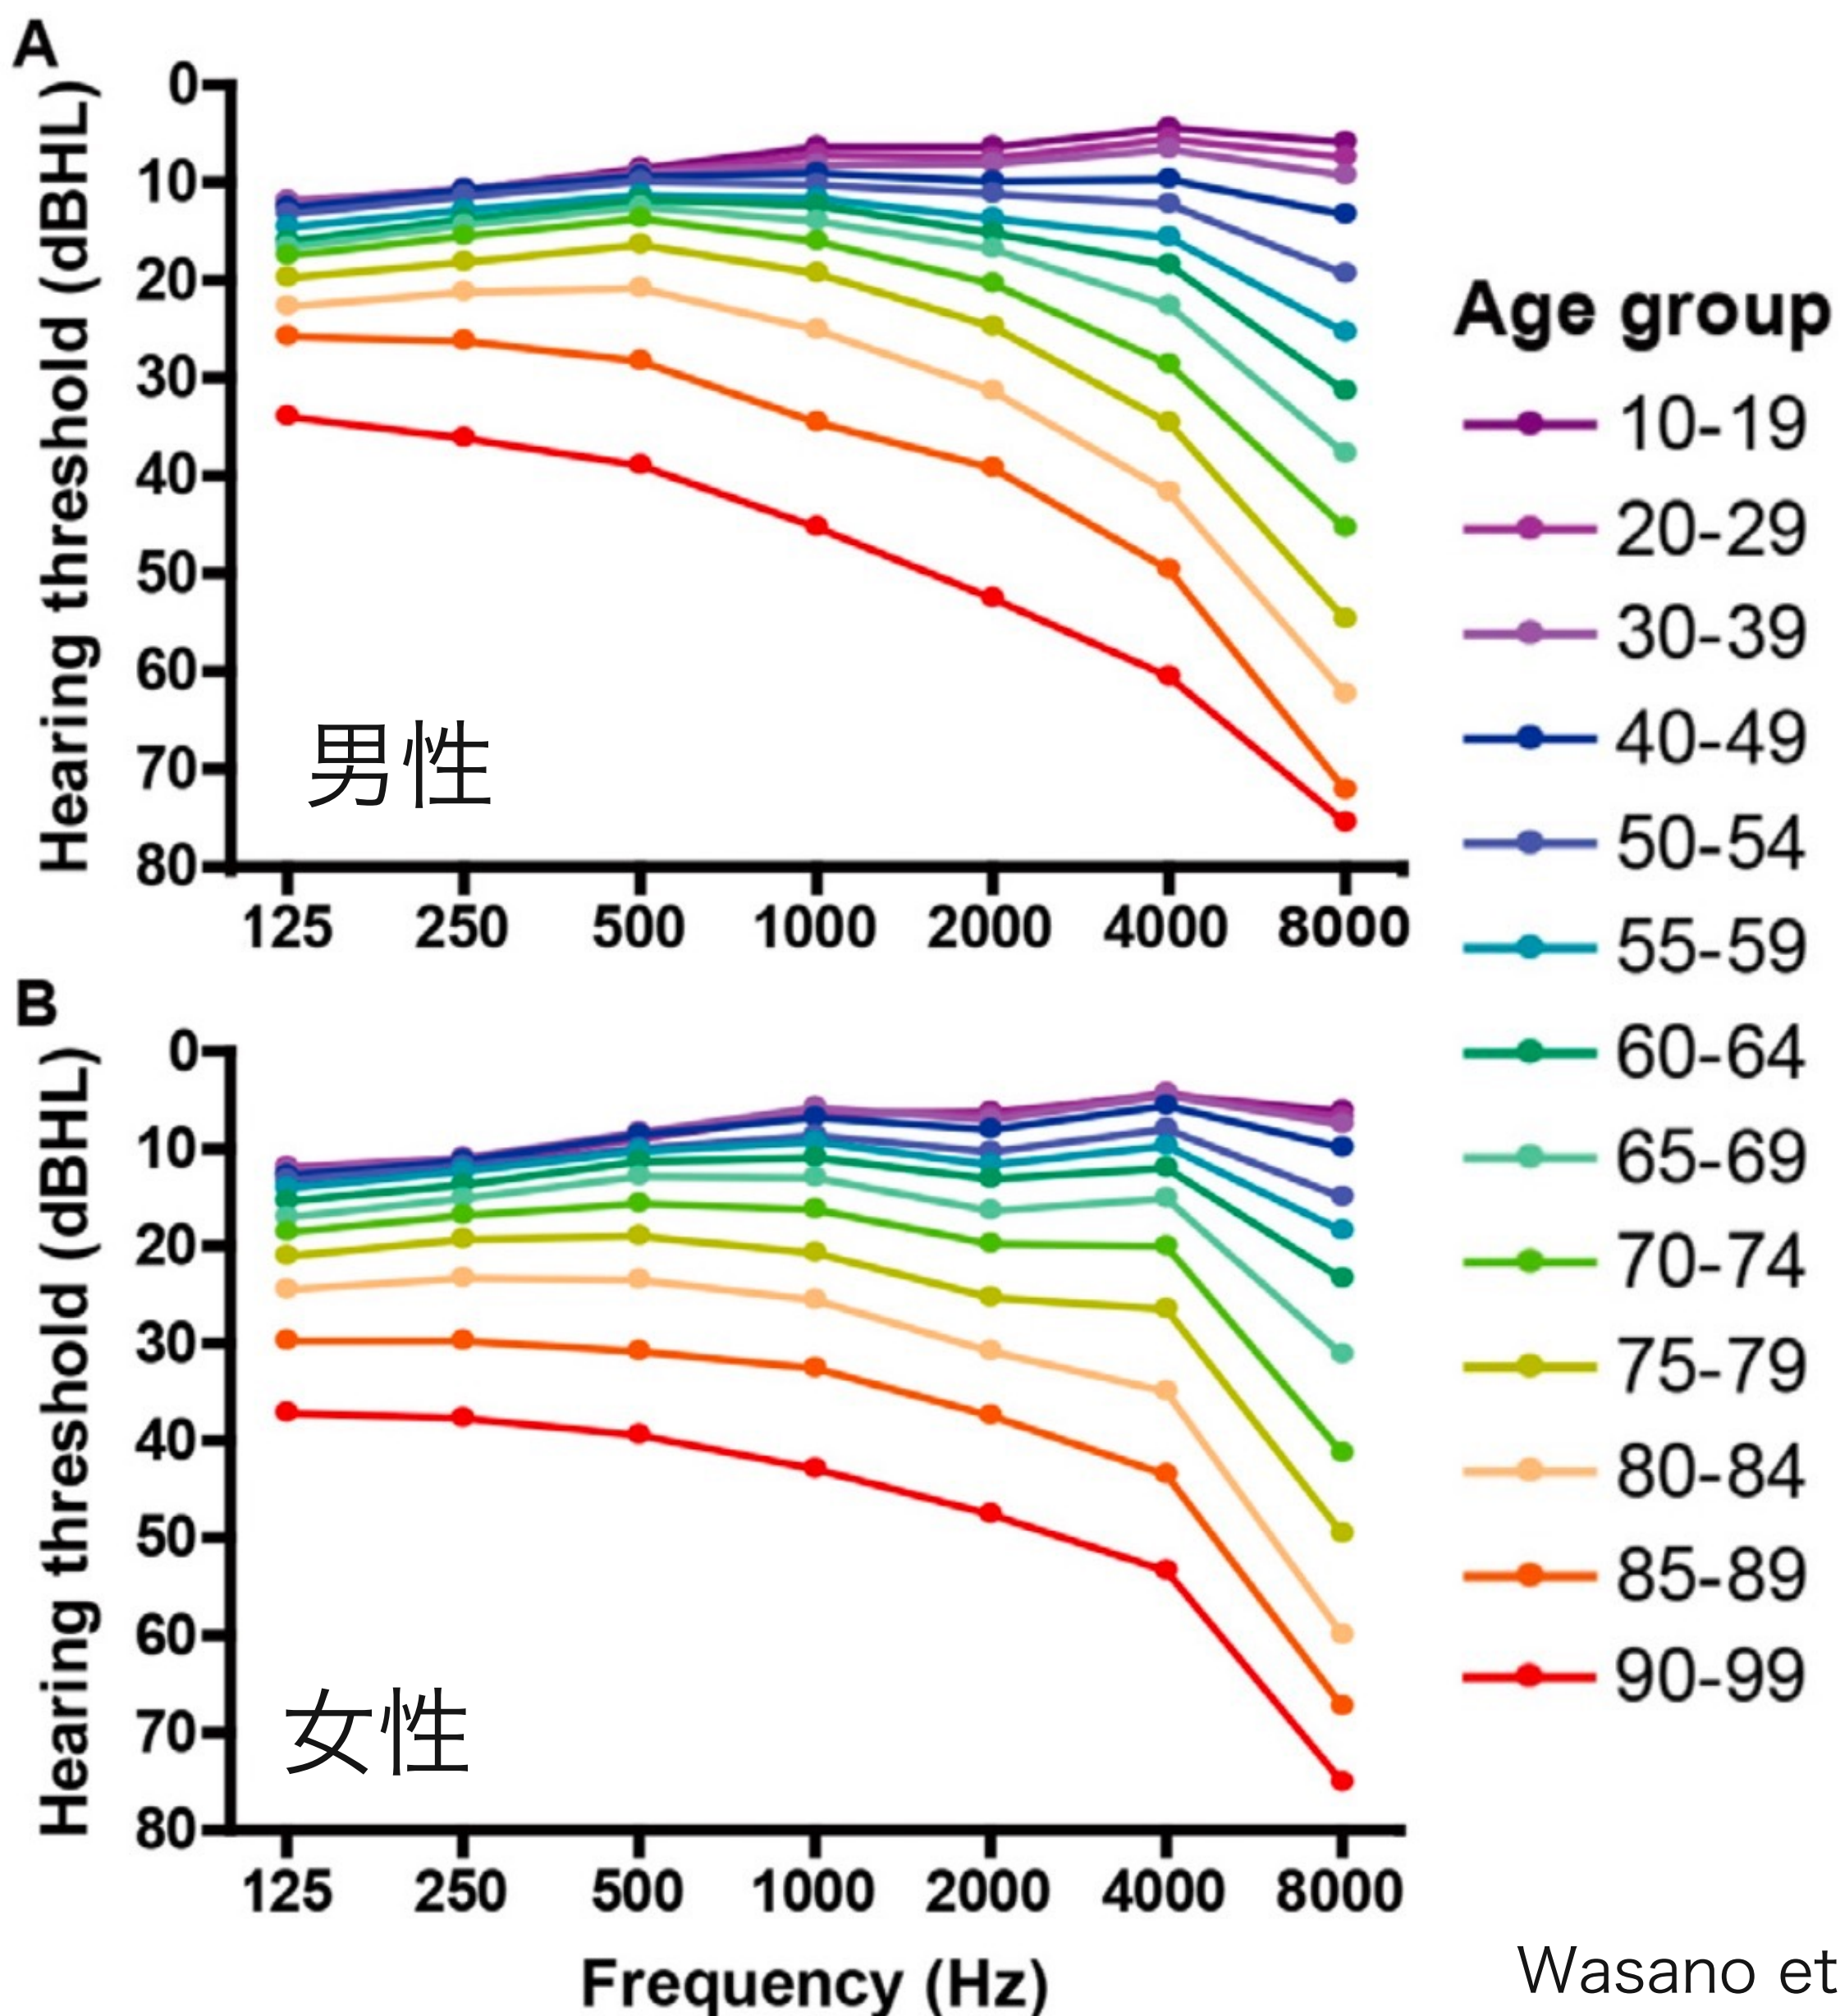 A
Hearing threshold (dBHL)
0
10
20
30
40
50
60
70
80
男性
125 250 500 1000 2000 4000 8000
B
Hearing threshold (dBHL)
0
10
20
30
40
50
60
70
80
女性
125 250 500 1000 2000 4000 8000
Frequency (Hz)
Age group
10-19
20-29
30-39
40-49
50-54
55-59
60-64
65-69
70-74
75-79
80-84
85-89
90-99
Wasano et